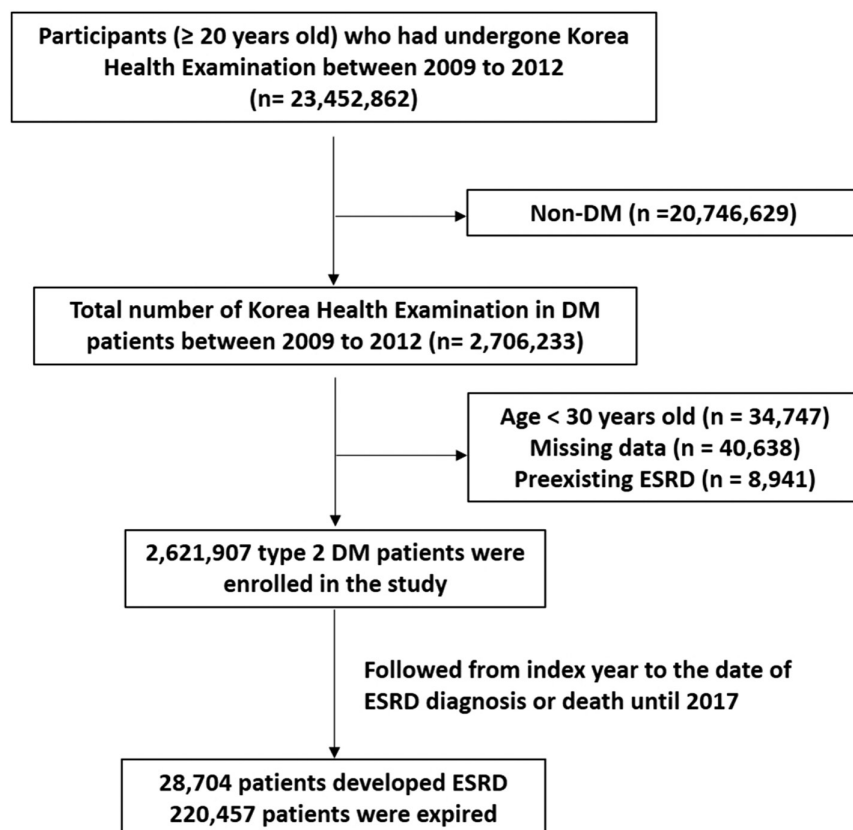 Participants (≥ 20 years old) who had undergone Korea
Health Examination between 2009 to 2012
(n= 23,452,862)
Non-DM (n =20,746,629)
Total number of Korea Health Examination in DM
patients between 2009 to 2012 (n= 2,706,233)
Age < 30 years old (n = 34,747)
Missing data (n = 40,638)
Preexisting ESRD (n = 8,941)
2,621,907 type 2 DM patients were
enrolled in the study
Followed from index year to the date of
ESRD diagnosis or death until 2017
28,704 patients developed ESRD
220,457 patients were expired